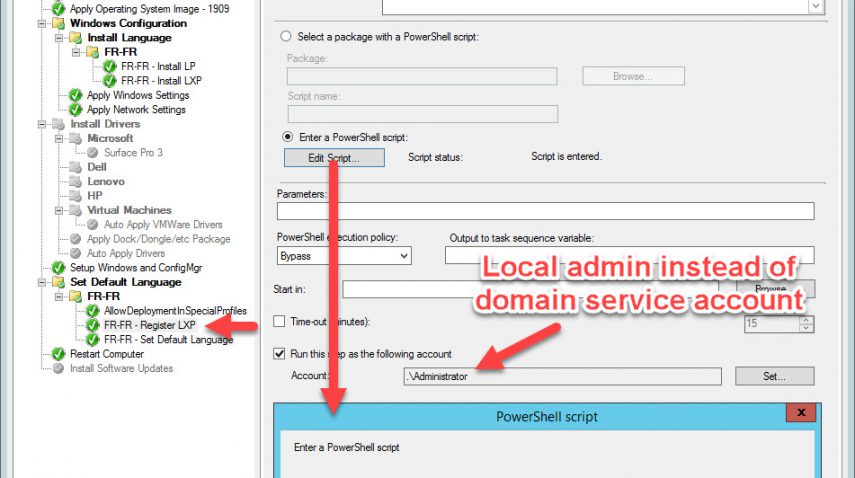 Apply Operating System Image - 1909
Windows Configuration
Install Language
FR-FR
FR-FR - Install LP
FR-FR - Install LXP
Apply Windows Settings
Apply Network Settings
Install Drivers
Microsoft
Surface Pro 3
Dell
Lenovo
HP
Virtual Machines
Auto Apply VMWare Drivers
Apply Dock/Dongle/etc Package
Auto Apply Drivers
Setup Windows and ConfigMgr
Set Default Language
FR-FR
AllowDeploymentInSpecialProfiles
FR-FR - Register LXP
FR-FR - Set Default Language
Restart Computer
Install Software Updates
Select a package with a PowerShell script:
Package:
Browse...
Script name:
Enter a PowerShell script:
Edit Script...
Script status:
Script is entered.
Parameters:
PowerShell execution policy:
Output to task sequence variable:
Bypass
Local admin instead of
domain service account
Start in:
Browse...
Time-out (minutes):
15
Run this step as the following account
Account:
.\Administrator
Set...
PowerShell script
x
Enter a PowerShell script